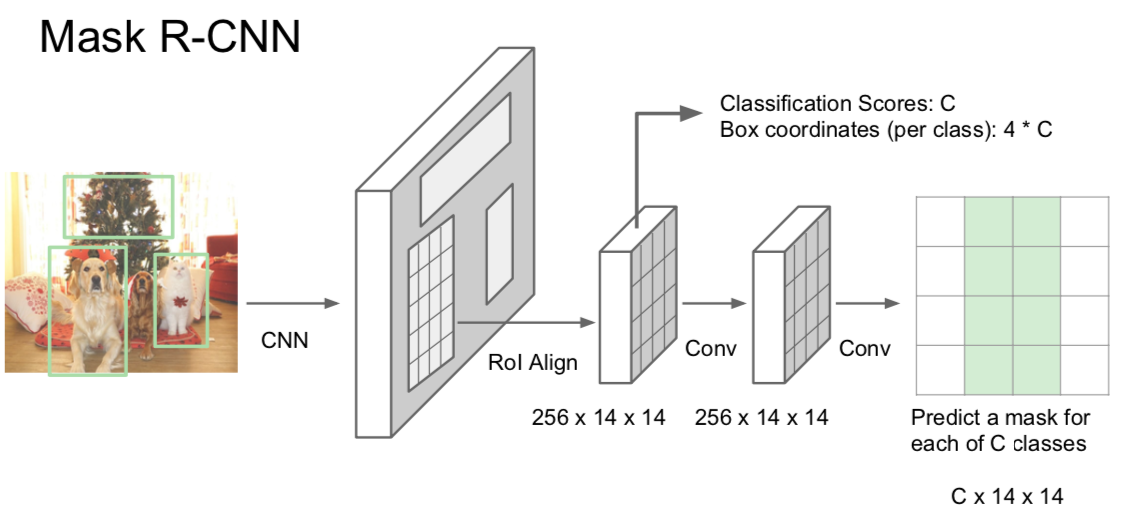 Mask R-CNN
Classification Scores: C
Box coordinates (per class): 4 * C
CNN
RoI Align
Conv
Conv
256 x 14 x 14
256 x 14 x 14
Predict a mask for
each of C classes
C x 14 x 14